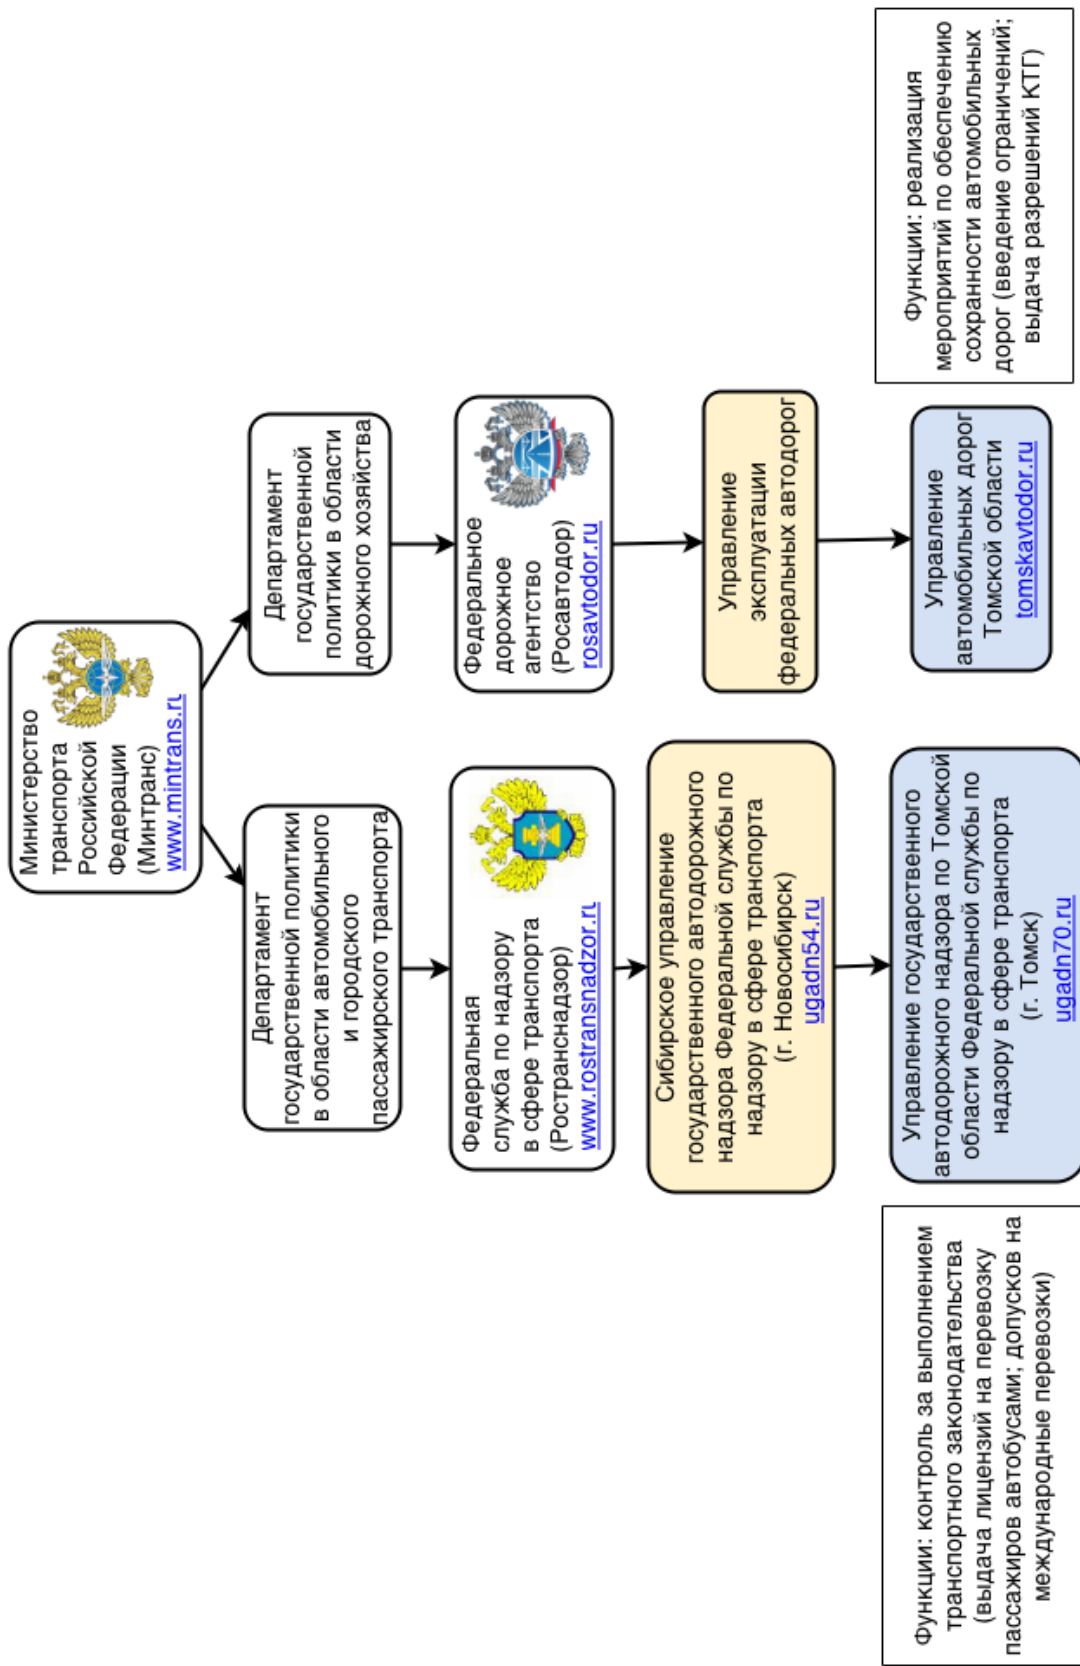 Министерство
транспорта
Российской
Федерации
(Минтранс)
www.mintrans.ru
Департамент
государственной политики
в области автомобильного
и городского
пассажирского транспорта
Департамент
государственной
политики в области
дорожного хозяйства
Федеральная
служба по надзору
в сфере транспорта
(Ространснадзор)
www.rostransnadzor.ru
Федеральное
дорожное
агентство
(Росавтодор)
rosavtodor.ru
Сибирское управление
государственного автодорожного
надзора Федеральной службы по
надзору в сфере транспорта
(г. Новосибирск)
ugadn54.ru
Управление
эксплуатации
федеральных автодорог
Функции: контроль за выполнением
транспортного законодательства
(выдача лицензий на перевозку
пассажиров автобусами; допусков на
международные перевозки)
Управление государственного
автодорожного надзора по Томской
области Федеральной службы по
надзору в сфере транспорта
(г. Томск)
ugadn70.ru
Управление
автомобильных дорог
Томской области
tomskavtodor.ru
Функции: реализация
мероприятий по обеспечению
сохранности автомобильных
дорог (введение ограничений;
выдача разрешений КТГ)